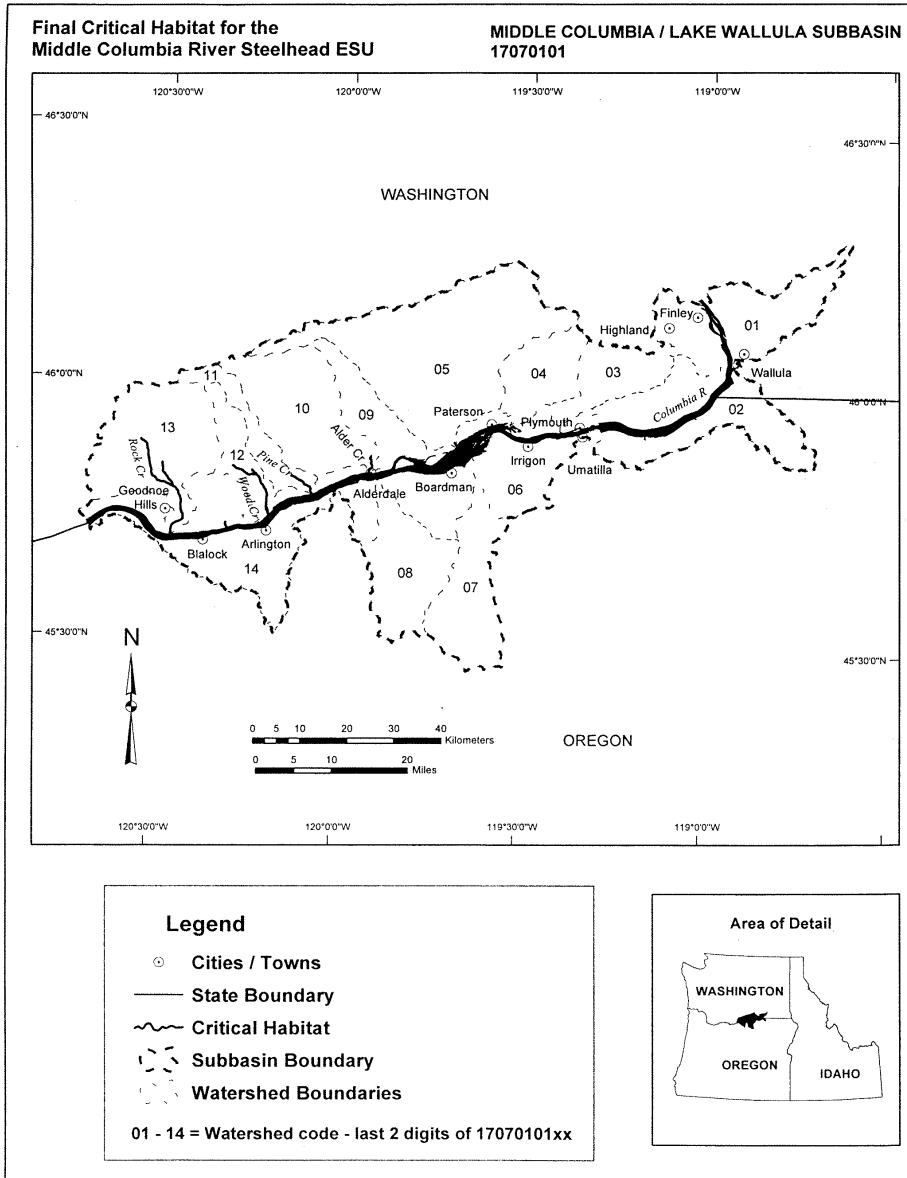 Final Critical Habitat for the
Middle Columbia River Steelhead ESU
MIDDLE COLUMBIA / LAKE WALLULA SUBBASIN
17070101
120°30'0"W
120°0'0"W
119°30'0"W
119°0'0"W
46°30'0"N
46°30'0"N
WASHINGTON
Finley
Highland
01
Wallula
11
05
04
03
46°0'0"N
46°0'0"N
10
09
Paterson
Plymouth
Columbia R
02
13
Rock Cr
12
Pine Cr
Alder Cr
Wood Cr
Irrigon
Umatilla
Goodnoe
Hills
Alderdale
Boardman
06
Blalock
Arlington
14
08
07
45°30'0"N
45°30'0"N
N
0 5 10 20 30 40
Kilometers
0 5 10 20
Miles
OREGON
120°30'0"W
120°0'0"W
119°30'0"W
119°0'0"W
Legend
Cities / Towns
State Boundary
Critical Habitat
Subbasin Boundary
Watershed Boundaries
01 - 14 = Watershed code - last 2 digits of 17070101xx
Area of Detail
WASHINGTON
OREGON
IDAHO